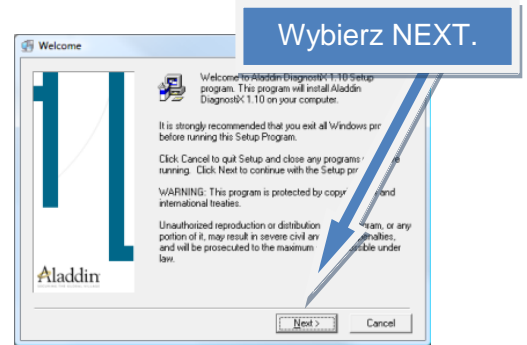 Wybierz NEXT.
Welcome
Welcome to Aladdin DiagnostiX 1.10 Setup
program. This program will install Aladdin
DiagnostiX 1.10 on your computer.
It is strongly recommended that you exit all Windows
before running this Setup Program.
Click Cancel to quit Setup and close any programs
running. Click Next to continue with the Setup
WARNING: This program is protected by and
international treaties.
Unauthorized reproduction or distribution or any
portion of it, may result in severe civil
and will be prosecuted to the maximum under
law.
Aladdin
Next >
Cancel